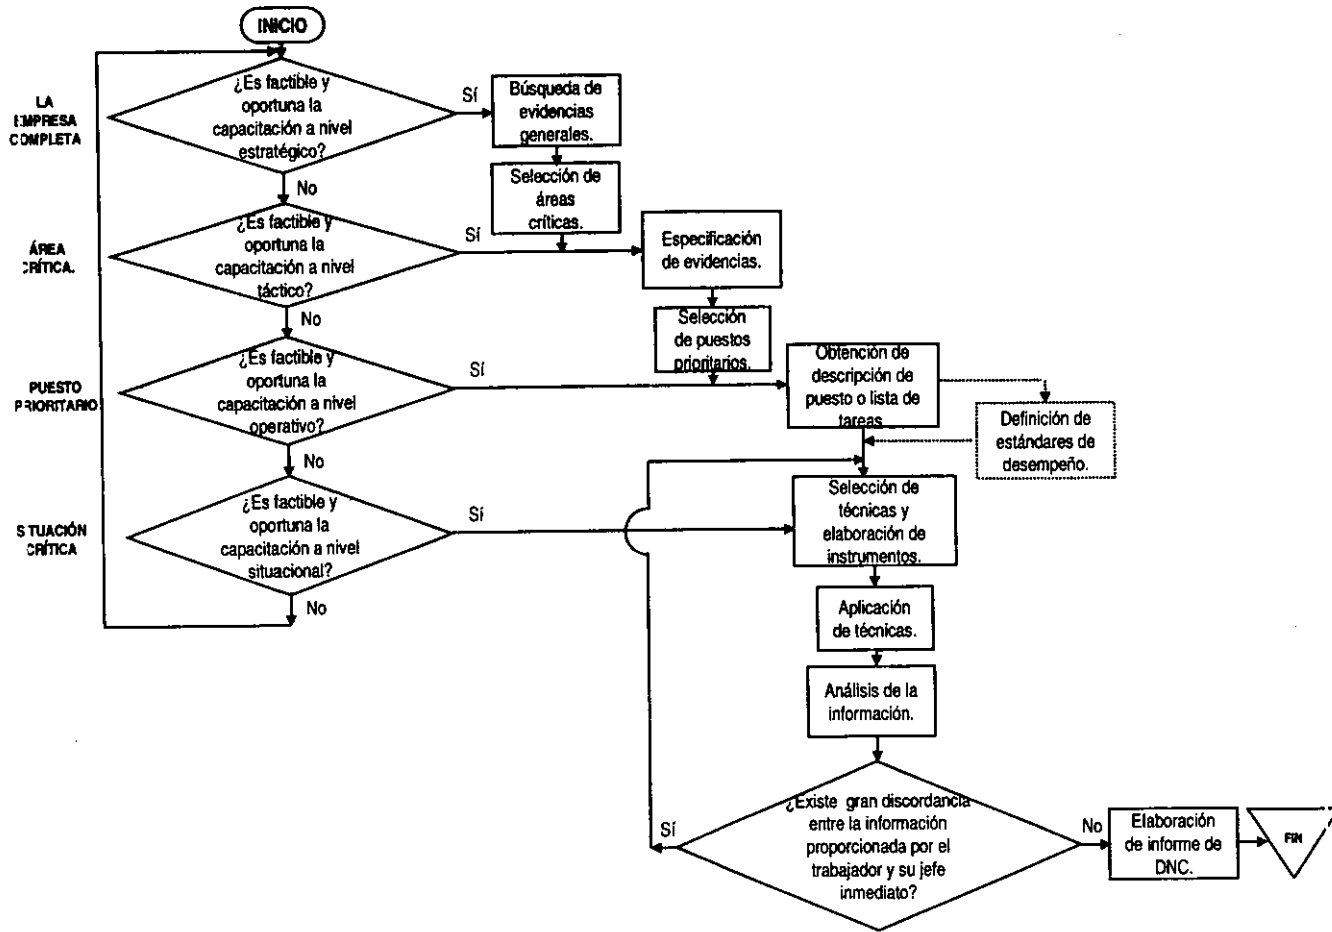 INICIO
¿Es factible y
oportuna la
capacitación a nivel
estratégico?
LA
EMPRESA
COMPLETA
Sí
Búsqueda de
evidencias
generales.
No
Selección de
áreas
críticas.
ÁREA
CRÍTICA.
¿Es factible y
oportuna la
capacitación a nivel
táctico?
Sí
Especificación
de evidencias.
No
Selección
de puestos
prioritarios.
PUESTO
PRIORITARIO
¿Es factible y
oportuna la
capacitación a nivel
operativo?
Sí
Obtención de
descripción de
puesto o lista de
tareas
Definición de
estándares de
desempeño.
No
SITUACIÓN
CRÍTICA
¿Es factible y
oportuna la
capacitación a nivel
situacional?
Sí
Selección de
técnicas y
elaboración de
instrumentos.
No
Aplicación
de técnicas.
Análisis de la
información.
¿Existe gran discordancia
entre la información
proporcionada por el
trabajador y su jefe
inmediato?
Sí
No
Elaboración
de informe de
DNC.
FIN